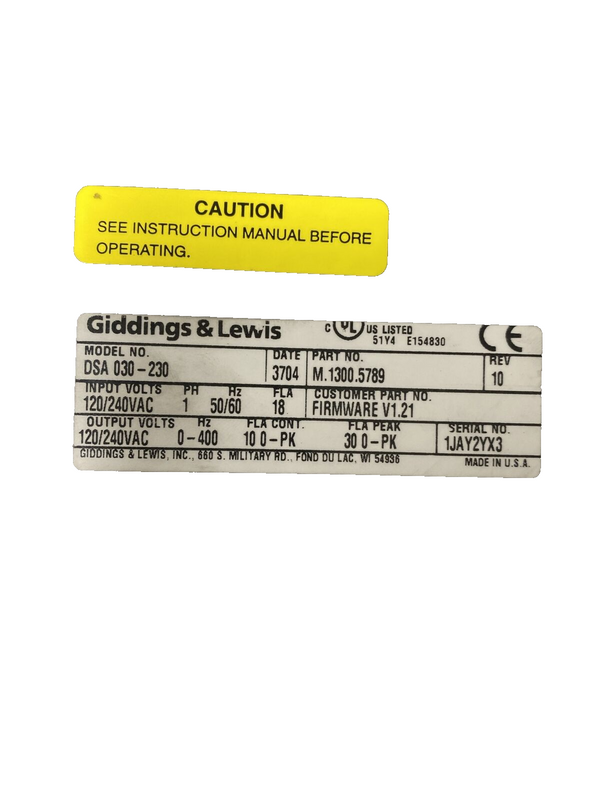 CAUTION
SEE INSTRUCTION MANUAL BEFORE
OPERATING.
Giddings & Lewis
C UL US LISTED
51Y4 E154830
CE
MODEL NO. DATE PART NO. REV
DSA 030-230 3704 M.1300.5789 10
INPUT VOLTS PH Hz FLA CUSTOMER PART NO.
120/240VAC 1 50/60 18 FIRMWARE V1.21
OUTPUT VOLTS Hz FLA CONT. FLA PEAK SERIAL NO.
120/240VAC 0-400 10 0-PK 30 0-PK 1JAY2YX3
GIDDINGS & LEWIS, INC., 660 S. MILITARY RD., FOND DU LAC, WI 54936 MADE IN U.S.A.